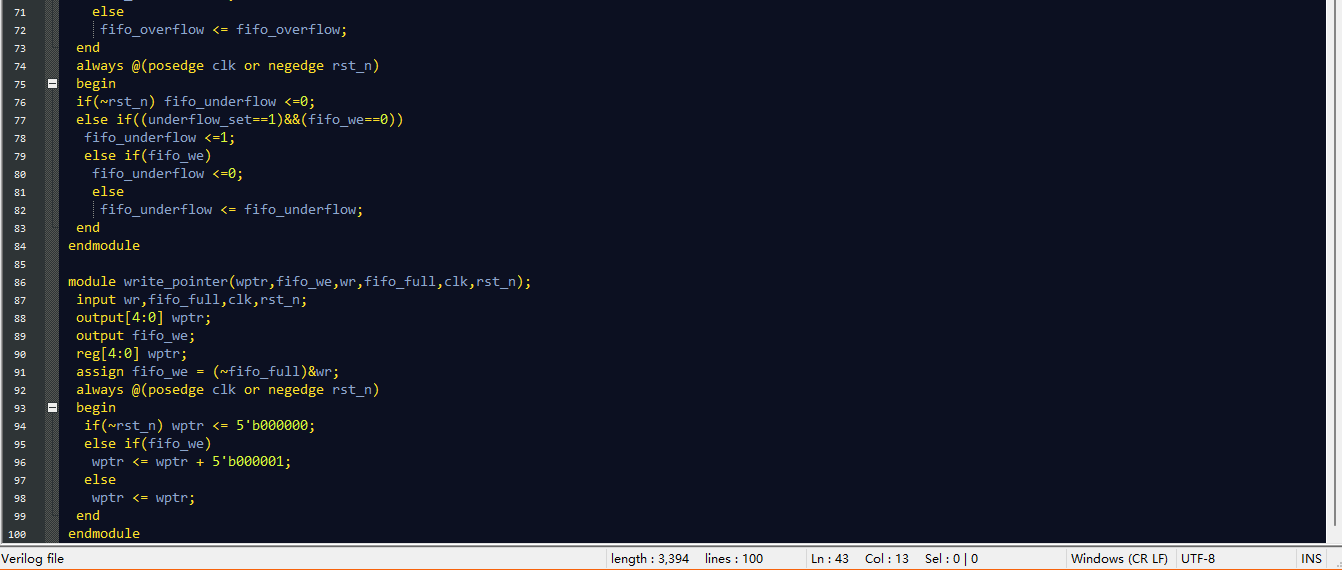 71 else
72 fifo_overflow <= fifo_overflow;
73 end
74 always @(posedge clk or negedge rst_n)
75 begin
76 if(~rst_n) fifo_underflow <=0;
77 else if((underflow_set==1)&&(fifo_we==0))
78 fifo_underflow <=1;
79 else if(fifo_we)
80 fifo_underflow <=0;
81 else
82 fifo_underflow <= fifo_underflow;
83 end
84 endmodule
85
86 module write_pointer(wptr,fifo_we,wr,fifo_full,clk,rst_n);
87 input wr,fifo_full,clk,rst_n;
88 output[4:0] wptr;
89 output fifo_we;
90 reg[4:0] wptr;
91 assign fifo_we = (~fifo_full)&wr;
92 always @(posedge clk or negedge rst_n)
93 begin
94 if(~rst_n) wptr <= 5'b000000;
95 else if(fifo_we)
96 wptr <= wptr + 5'b000001;
97 else
98 wptr <= wptr;
99 end
100 endmodule
Verilog file length : 3,394 lines : 100 Ln : 43 Col : 13 Sel : 0 | 0 Windows (CR LF) UTF-8 INS